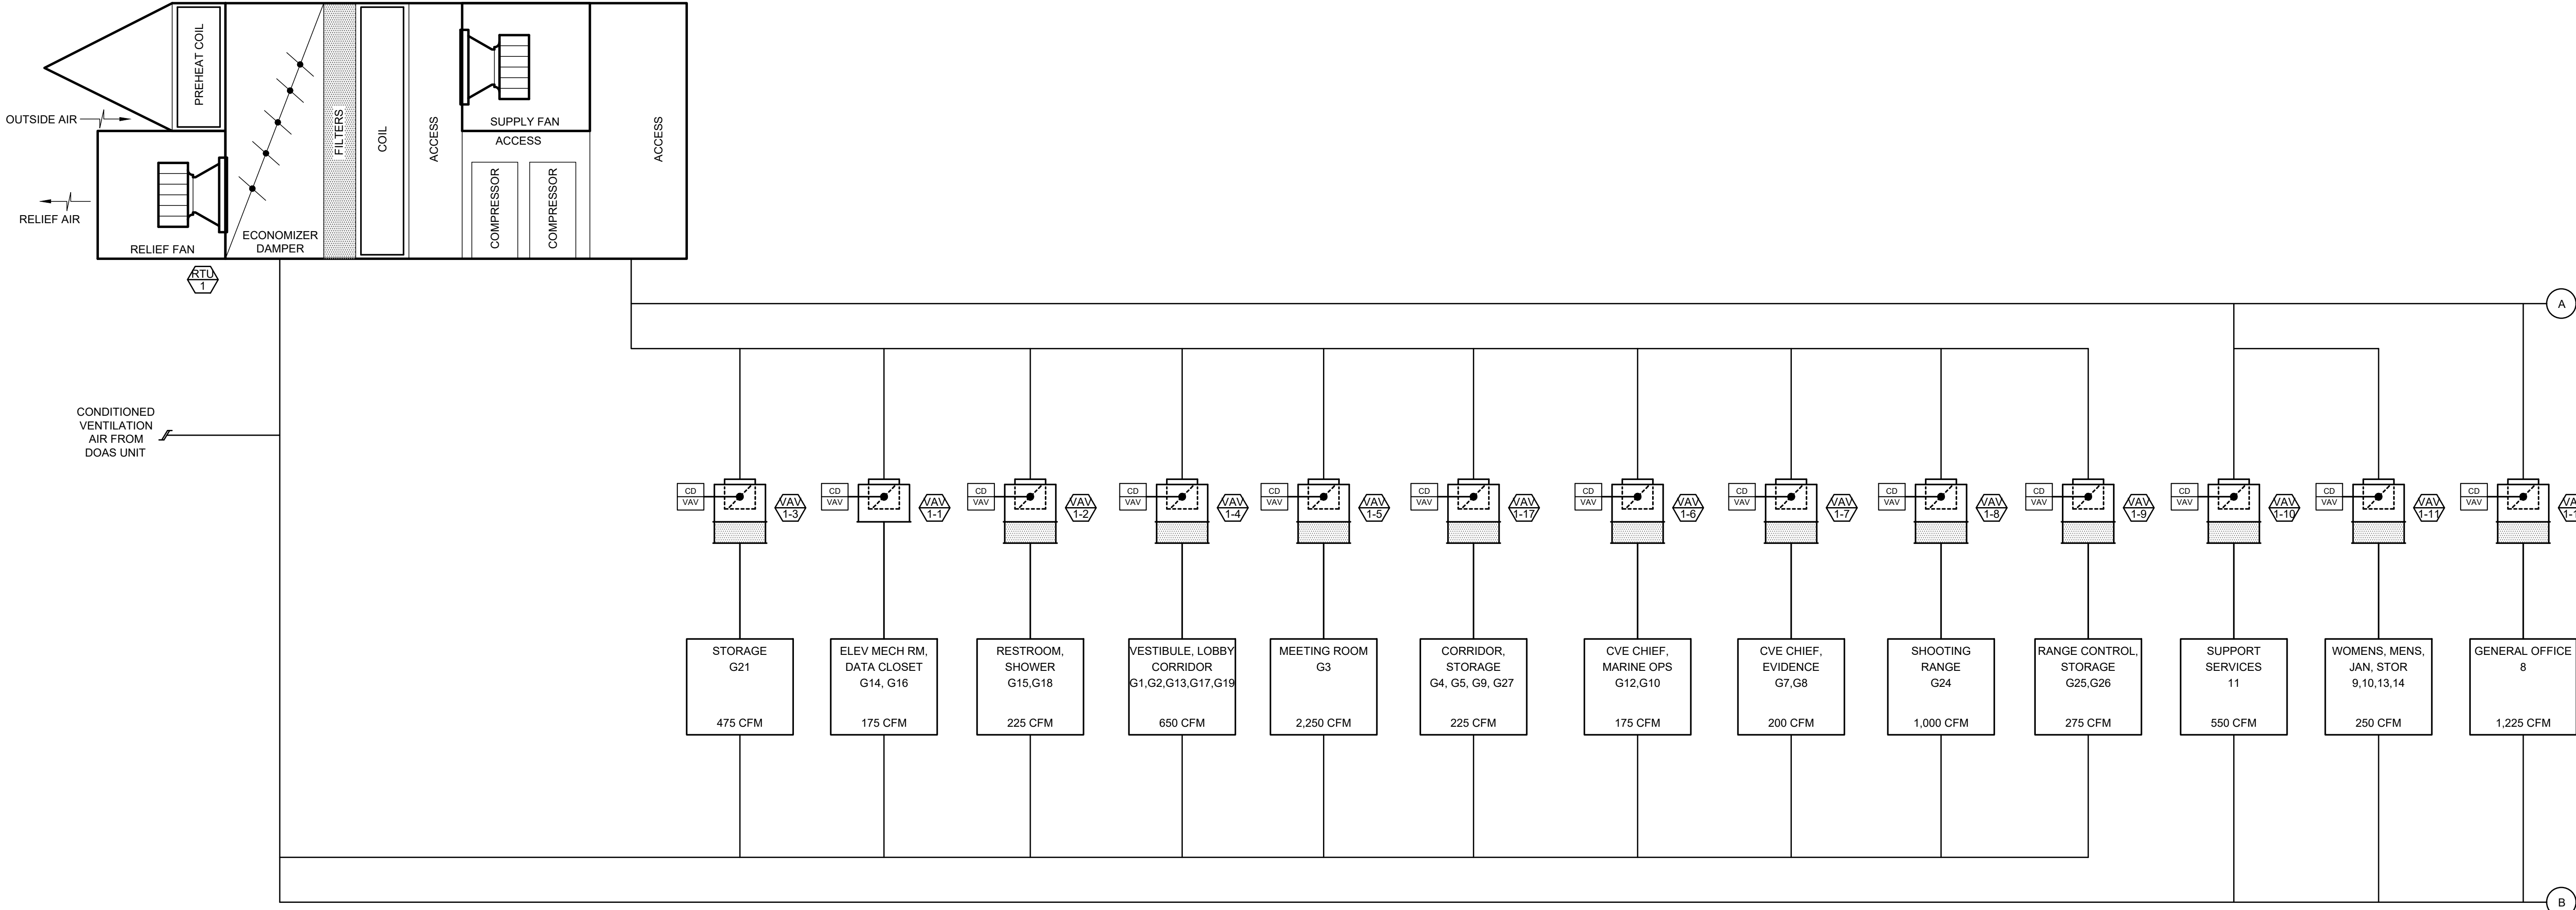 PREHEAT COIL
OUTSIDE AIR
RELIEF AIR
RELIEF FAN
ECONOMIZER
DAMPER
FILTERS
COIL
ACCESS
SUPPLY FAN
ACCESS
COMPRESSOR
COMPRESSOR
ACCESS
RTU
1
A
CONDITIONED
VENTILATION
AIR FROM
DOAS UNIT
CD
VAV
VAV
1-3
CD
VAV
VAV
1-1
CD
VAV
VAV
1-2
CD
VAV
VAV
1-4
CD
VAV
VAV
1-5
CD
VAV
VAV
1-17
CD
VAV
VAV
1-6
CD
VAV
VAV
1-7
CD
VAV
VAV
1-8
CD
VAV
VAV
1-9
CD
VAV
VAV
1-10
CD
VAV
VAV
1-11
CD
VAV
STORAGE
G21
475 CFM
ELEV MECH RM,
DATA CLOSET
G14, G16
175 CFM
RESTROOM,
SHOWER
G15,G18
225 CFM
VESTIBULE, LOBBY
CORRIDOR
G1,G2,G13,G17,G19
650 CFM
MEETING ROOM
G3
2,250 CFM
CORRIDOR,
STORAGE
G4, G5, G9, G27
225 CFM
CVE CHIEF,
MARINE OPS
G12,G10
175 CFM
CVE CHIEF,
EVIDENCE
G7,G8
200 CFM
SHOOTING
RANGE
G24
1,000 CFM
RANGE CONTROL,
STORAGE
G25,G26
275 CFM
SUPPORT
SERVICES
11
550 CFM
WOMENS, MENS,
JAN, STOR
9,10,13,14
250 CFM
GENERAL OFFICE
8
1,225 CFM
B